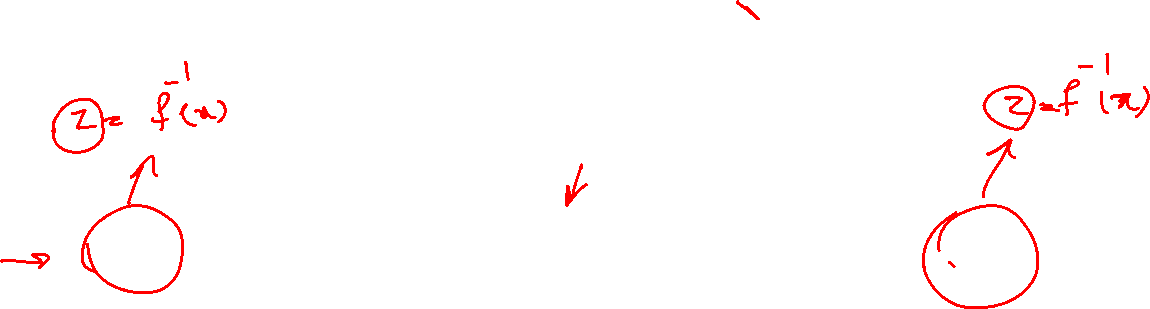 z = f⁻¹(x)
z = f⁻¹(x)